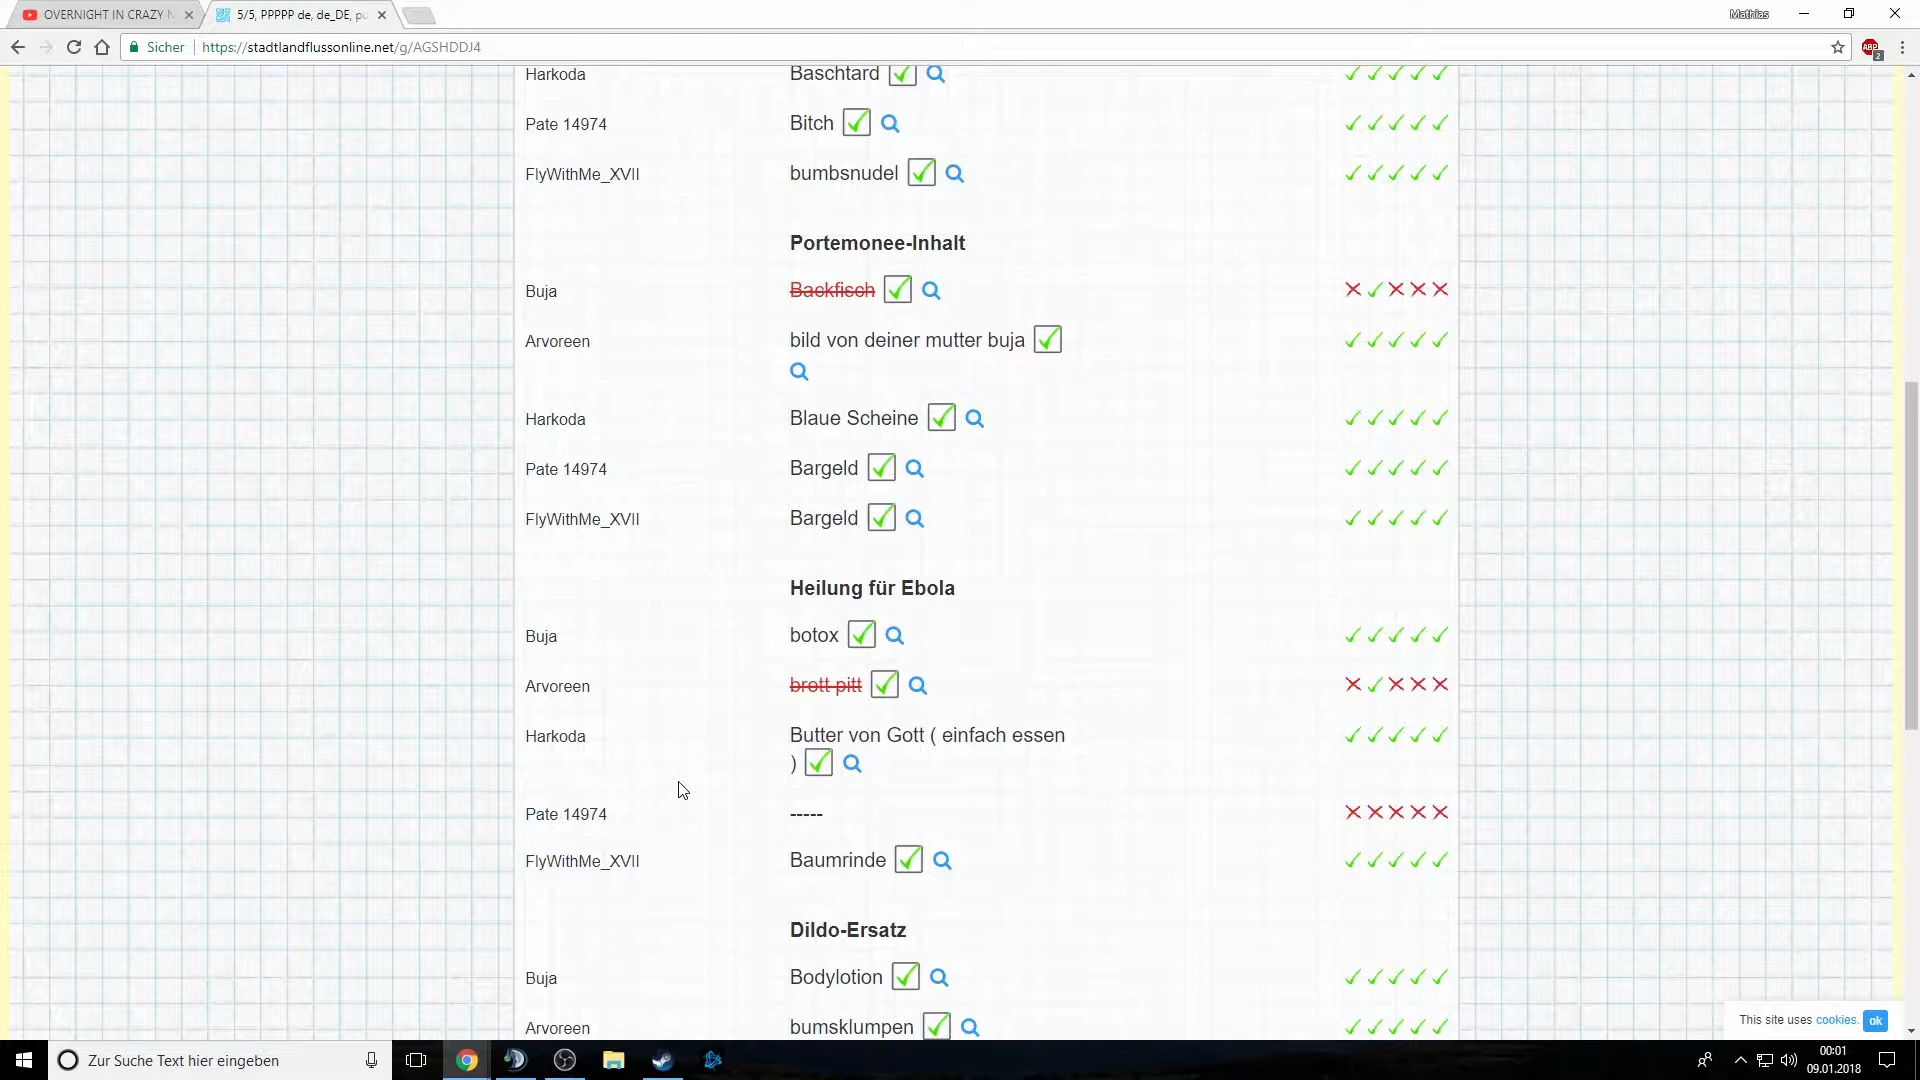 OVERNIGHT IN CRAZY
5/5, PPPPP de, de_DE, pu
Mathias
Sicher
https://stadtlandflussonline.net/g/AGSHDDJ4
ABP
2
Harkoda Baschtard
Pate 14974 Bitch
FlyWithMe_XVII bumbsnudel
Portemonee-Inhalt
Buja Backfisch
Arvoreen bild von deiner mutter buja
Harkoda Blaue Scheine
Pate 14974 Bargeld
FlyWithMe_XVII Bargeld
Heilung für Ebola
Buja botox
Arvoreen brott pitt
Harkoda Butter von Gott ( einfach essen
)
Pate 14974 -----
FlyWithMe_XVII Baumrinde
Dildo-Ersatz
Buja Bodylotion
Arvoreen bumsklumpen
This site uses cookies. ok
Zur Suche Text hier eingeben
00:01
09.01.2018